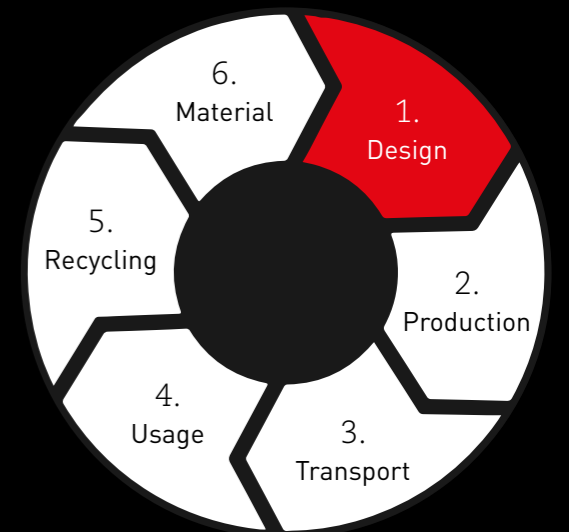 1.
Design
2.
Production
3.
Transport
4.
Usage
5.
Recycling
6.
Material